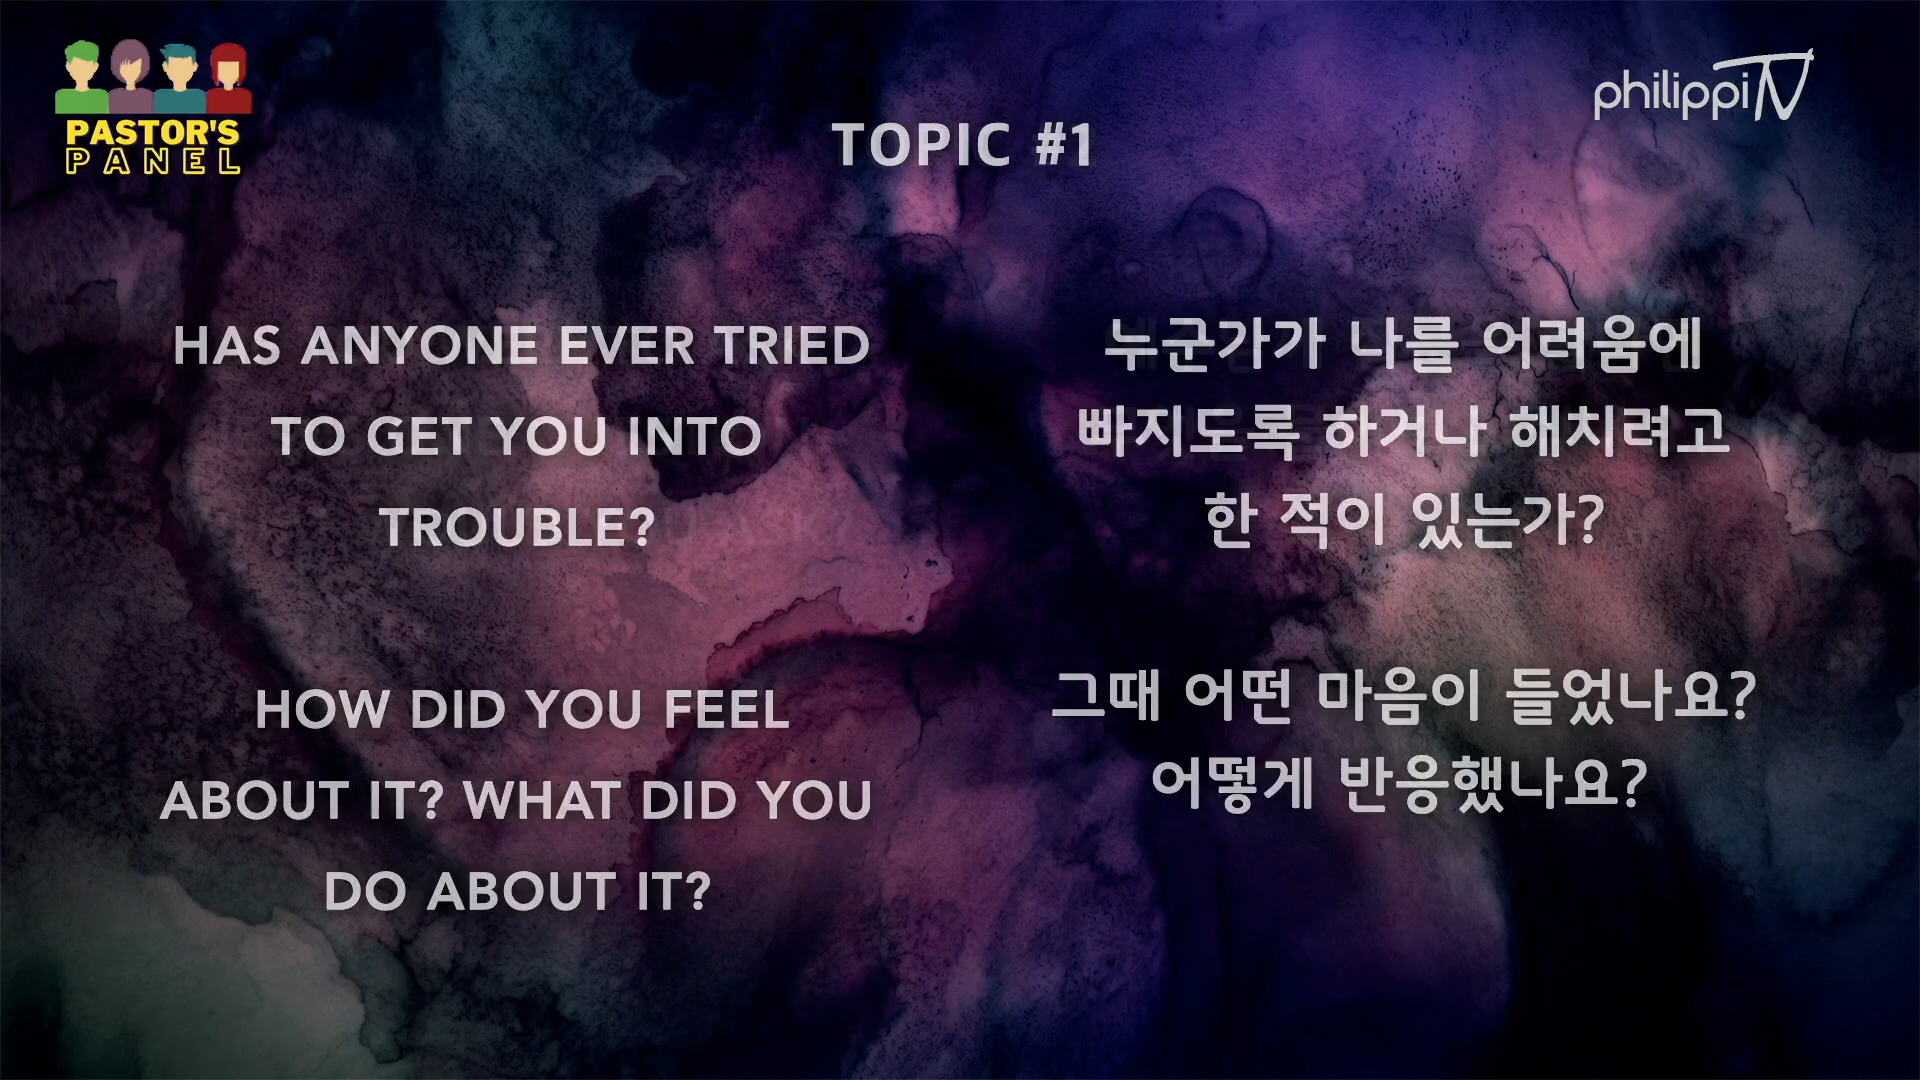 PASTOR'S
PANEL
philippiTV
TOPIC #1
HAS ANYONE EVER TRIED
TO GET YOU INTO
TROUBLE?
HOW DID YOU FEEL
ABOUT IT? WHAT DID YOU
DO ABOUT IT?
누군가가 나를 어려움에
빠지도록 하거나 해치려고
한 적이 있는가?
그때 어떤 마음이 들었나요?
어떻게 반응했나요?